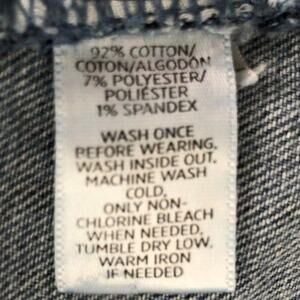 92% COTTON/
COTON/ALGODÓN
7% POLYESTER/
POLIÉSTER
1% SPANDEX
WASH ONCE
BEFORE WEARING.
WASH INSIDE OUT.
MACHINE WASH
COLD,
ONLY NON-
CHLORINE BLEACH
WHEN NEEDED.
TUMBLE DRY LOW.
WARM IRON
IF NEEDED